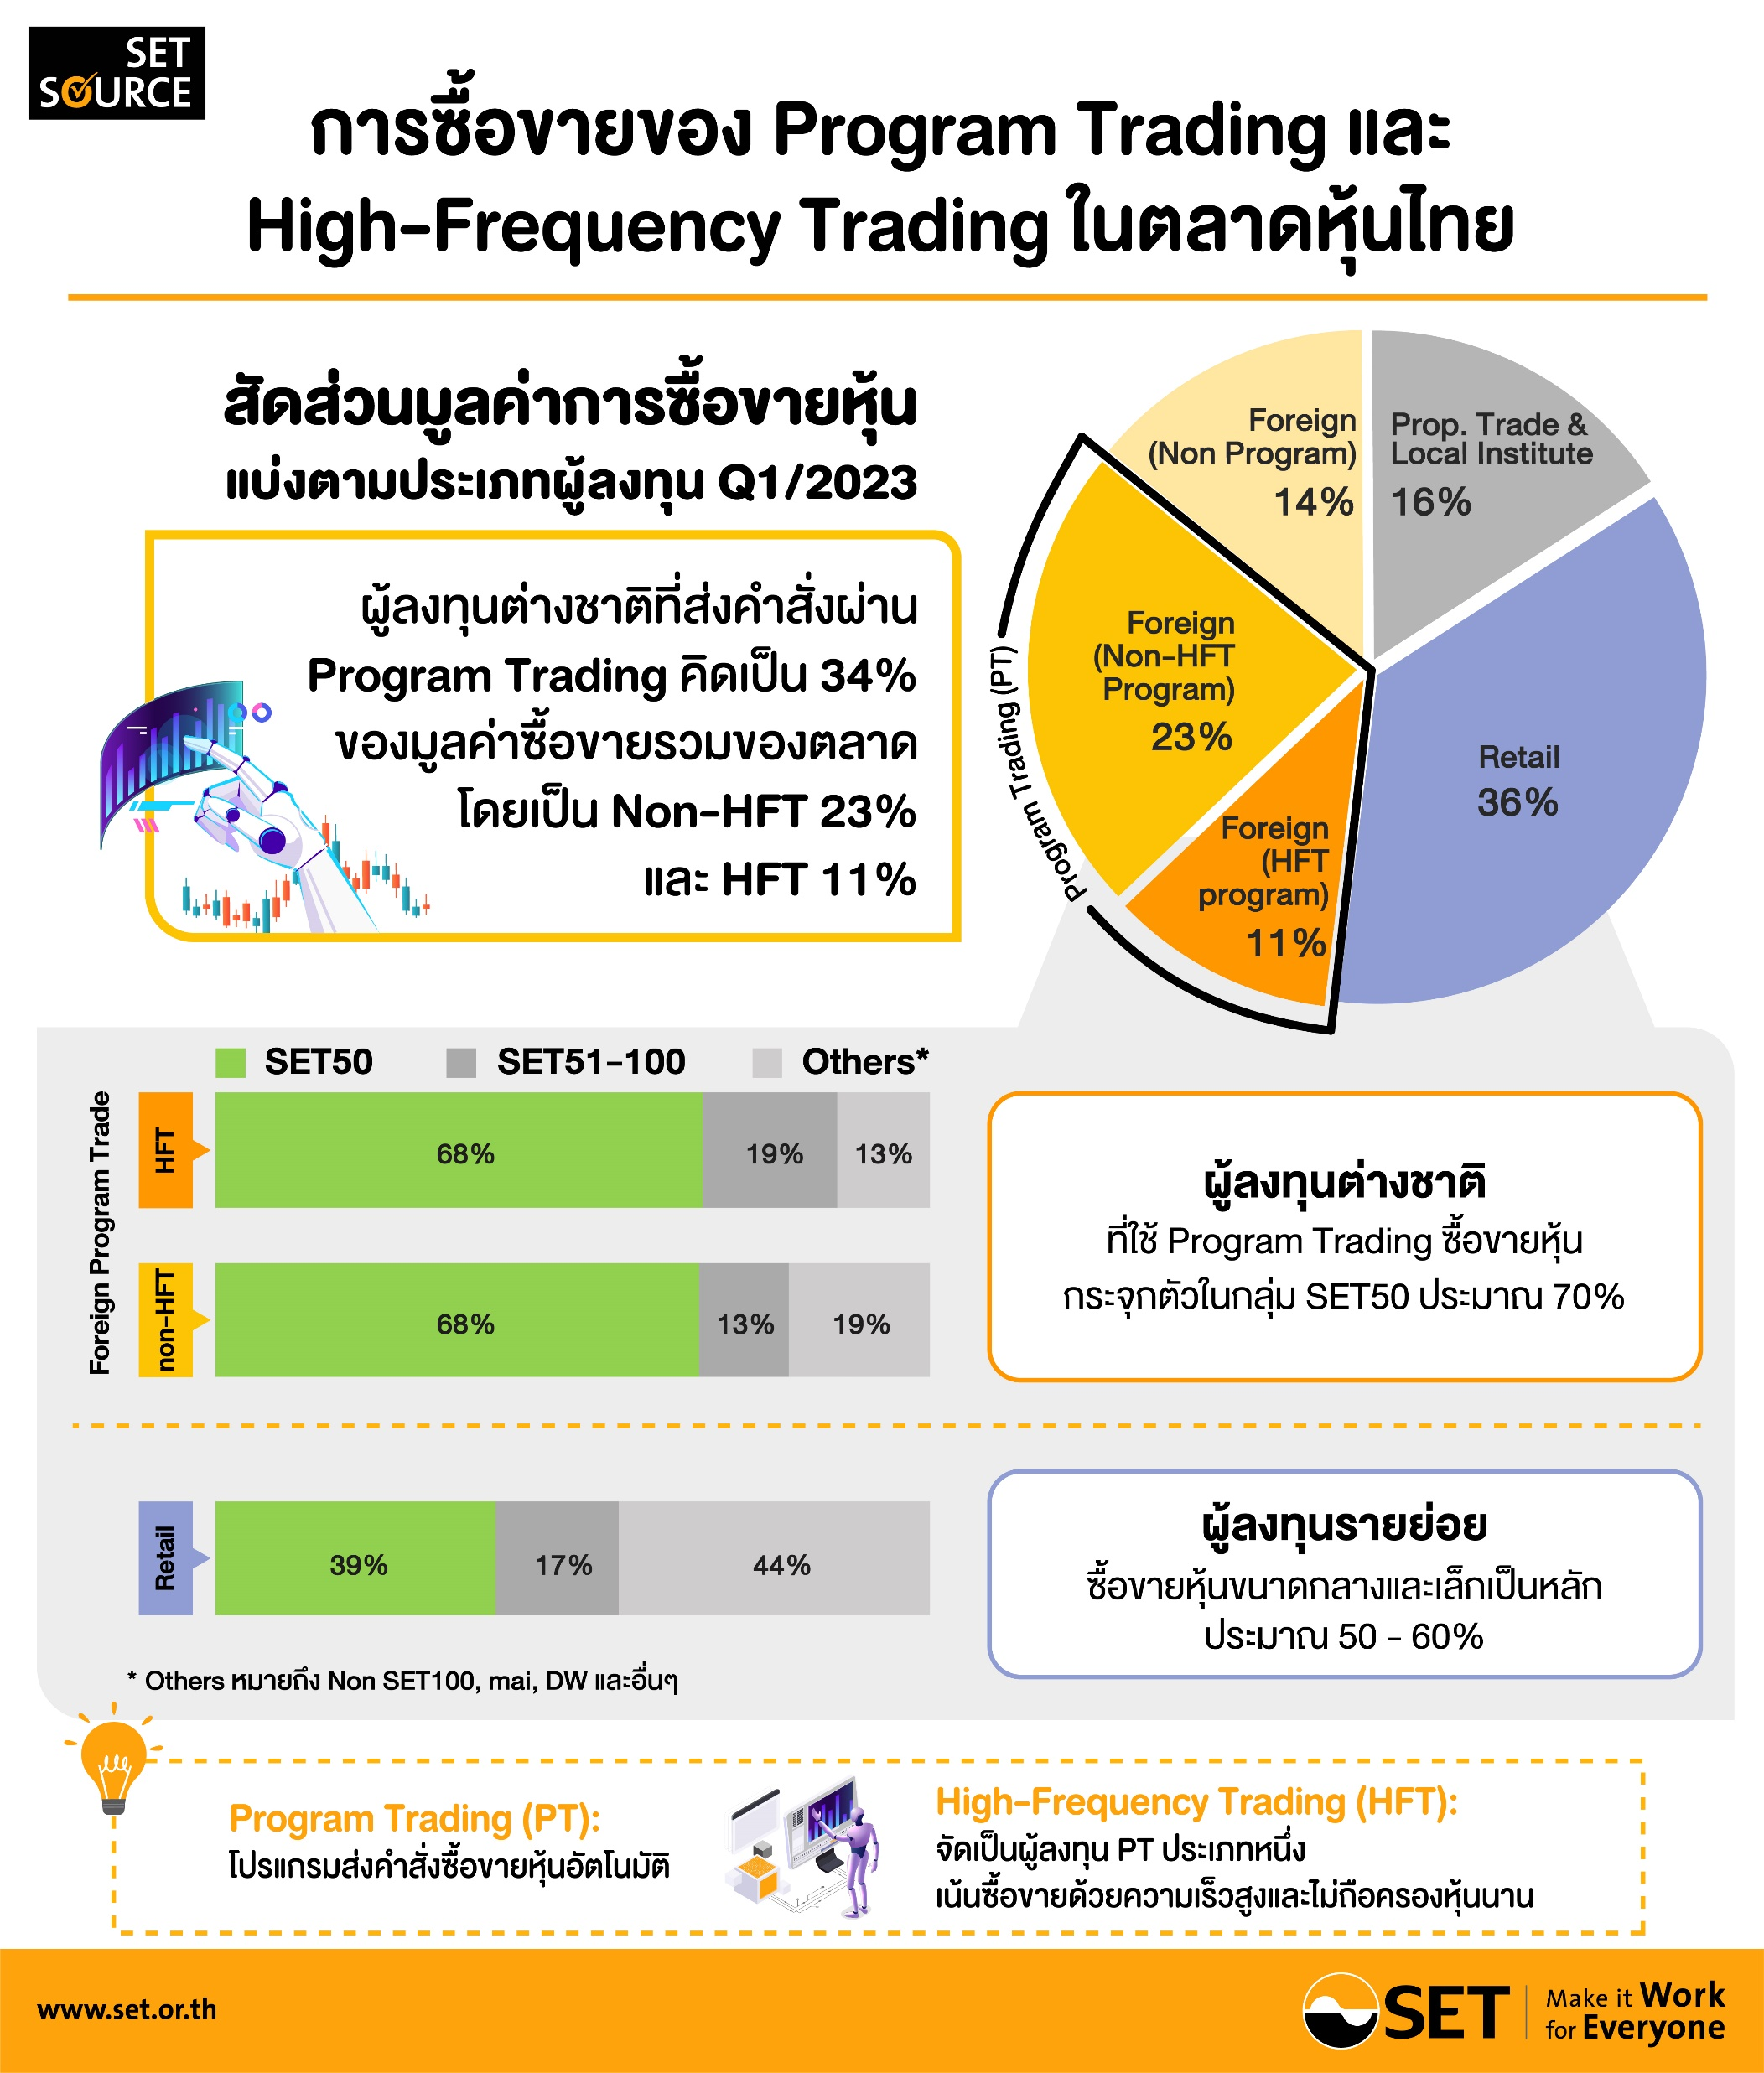 SET
SOURCE
การซื้อขายของ Program Trading และ
High-Frequency Trading ในตลาดหุ้นไทย
สัดส่วนมูลค่าการซื้อขายหุ้น
แบ่งตามประเภทผู้ลงทุน Q1/2023
ผู้ลงทุนต่างชาติที่ส่งคำสั่งผ่าน
Program Trading คิดเป็น 34%
ของมูลค่าซื้อขายรวมของตลาด
โดยเป็น Non-HFT 23%
และ HFT 11%
Foreign
(Non Program)
14%
Prop. Trade &
Local Institute
16%
Foreign
(Non-HFT
Program)
23%
Program Trading (PT)
Retail
36%
Foreign
(HFT
program)
11%
SET50
SET51-100
Others*
Foreign Program Trade
HFT
68%
19%
13%
non-HFT
68%
13%
19%
ผู้ลงทุนต่างชาติ
ที่ใช้ Program Trading ซื้อขายหุ้น
กระจุกตัวในกลุ่ม SET50 ประมาณ 70%
Retail
39%
17%
44%
ผู้ลงทุนรายย่อย
ซื้อขายหุ้นขนาดกลางและเล็กเป็นหลัก
ประมาณ 50 - 60%
* Others หมายถึง Non SET100, mai, DW และอื่นๆ
Program Trading (PT):
โปรแกรมส่งคำสั่งซื้อขายหุ้นอัตโนมัติ
High-Frequency Trading (HFT):
จัดเป็นผู้ลงทุน PT ประเภทหนึ่ง
เน้นซื้อขายด้วยความเร็วสูงและไม่ถือครองหุ้นนาน
www.set.or.th
SET
Make it Work
for Everyone